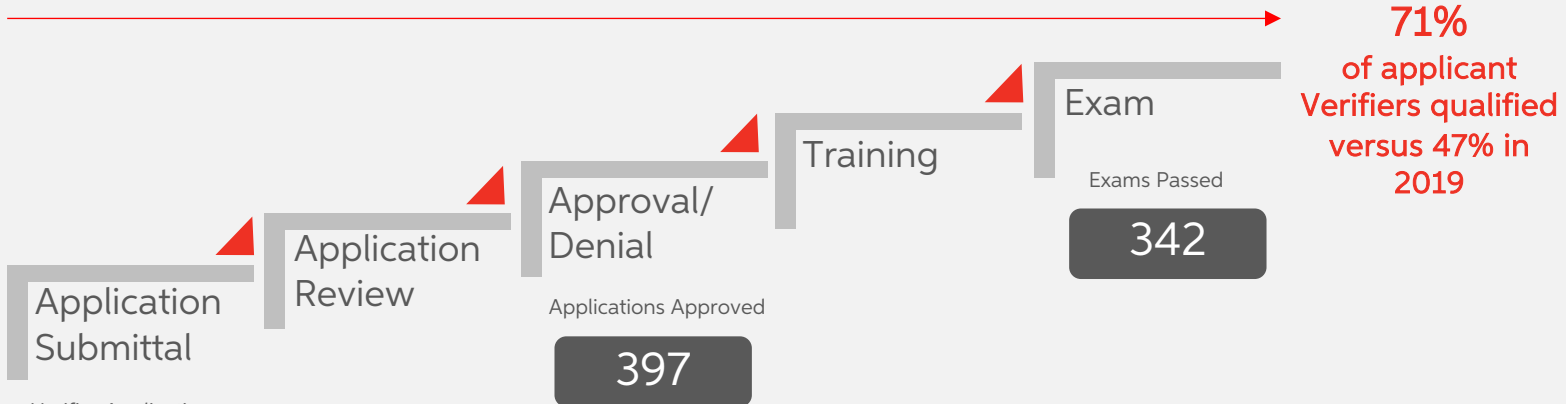 71%
of applicant
Verifiers qualified
versus 47% in
2019
Exam
Exams Passed
342
Training
Approval/
Denial
Applications Approved
397
Application
Review
Application
Submittal